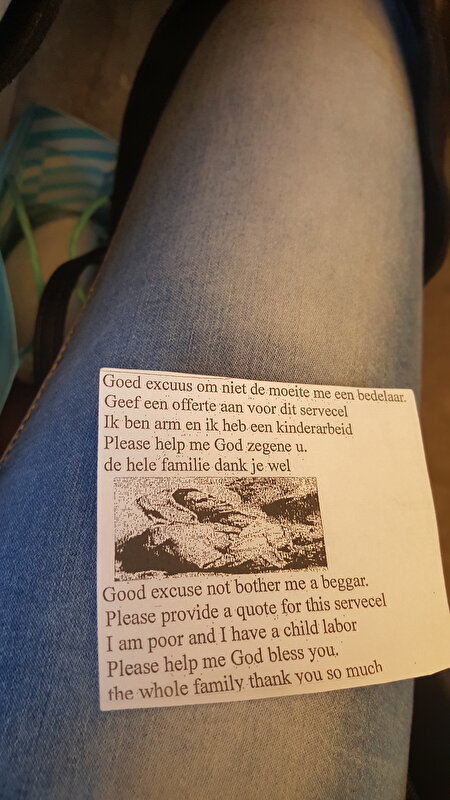 Goed excuus om niet de moeite me een bedelaar.
Geef een offerte aan voor dit servecel
Ik ben arm en ik heb een kinderarbeid
Please help me God zegene u.
de hele familie dank je wel
Good excuse not bother me a beggar.
Please provide a quote for this servecel
I am poor and I have a child labor
Please help me God bless you.
the whole family thank you so much